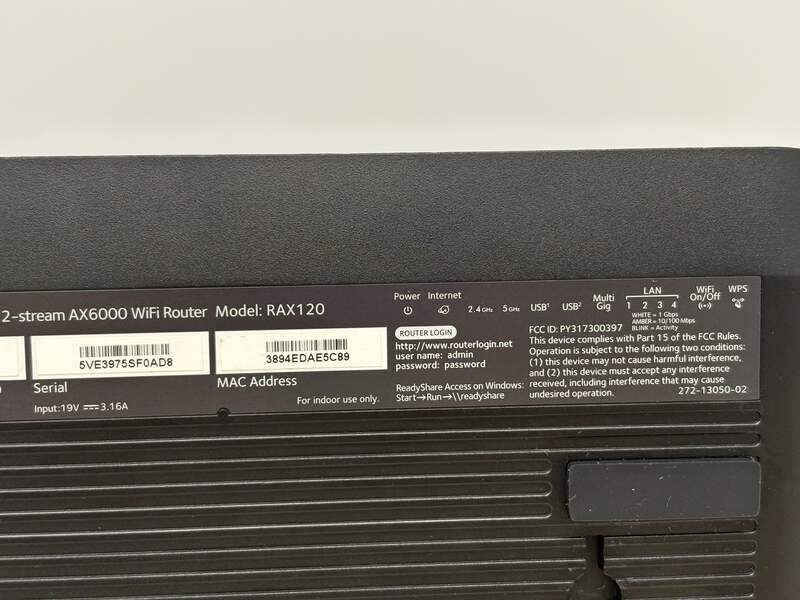 2-stream AX6000 WiFi Router Model: RAX120
5VE3975SF0AD8
Serial
Input:19V ⎓ 3.16A
3894EDAE5C89
MAC Address
For indoor use only.
Power Internet 2.4GHz 5GHz USB¹ USB² Multi Gig LAN 1 2 3 4 WiFi On/Off WPS
WHITE = 1 Gbps
AMBER = 10/100 Mbps
BLINK = Activity
ROUTER LOGIN
http://www.routerlogin.net
user name: admin
password: password
ReadyShare Access on Windows:
Start→Run→\\readyshare
FCC ID: PY317300397
This device complies with Part 15 of the FCC Rules.
Operation is subject to the following two conditions:
(1) this device may not cause harmful interference,
and (2) this device must accept any interference
received, including interference that may cause
undesired operation.
272-13050-02